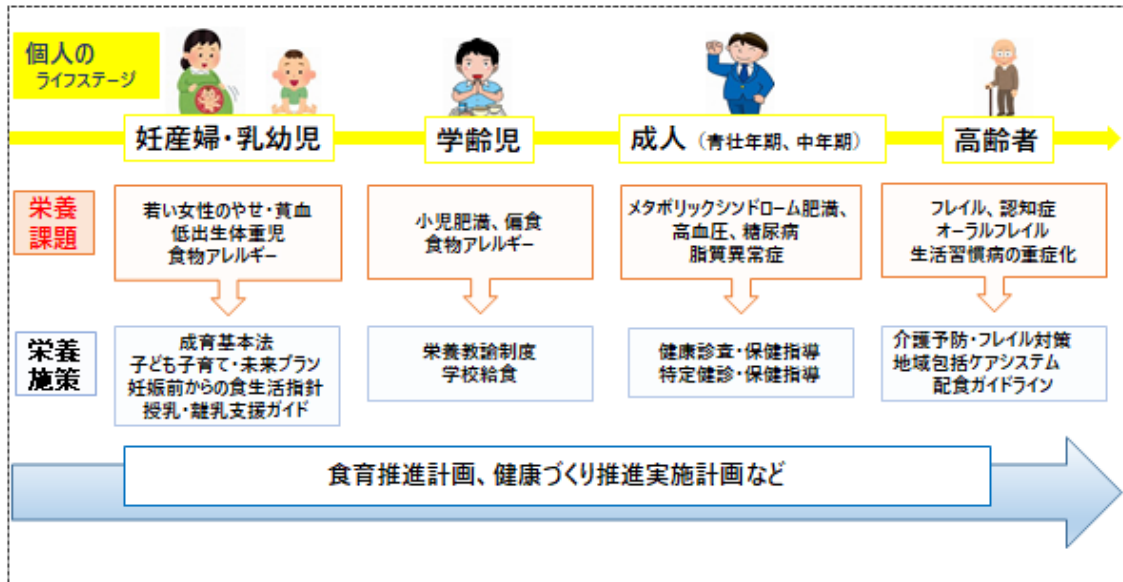 個人の
ライフステージ
妊産婦・乳幼児
学齢児
成人（青壮年期、中年期）
高齢者
栄養
課題
若い女性のやせ・貧血
低出生体重児
食物アレルギー
小児肥満、偏食
食物アレルギー
メタボリックシンドローム肥満、
高血圧、糖尿病
脂質異常症
フレイル、認知症
オーラルフレイル
生活習慣病の重症化
栄養
施策
成育基本法
子ども子育て・未来プラン
妊娠前からの食生活指針
授乳・離乳支援ガイド
栄養教諭制度
学校給食
健康診査・保健指導
特定健診・保健指導
介護予防・フレイル対策
地域包括ケアシステム
配食ガイドライン
食育推進計画、健康づくり推進実施計画など